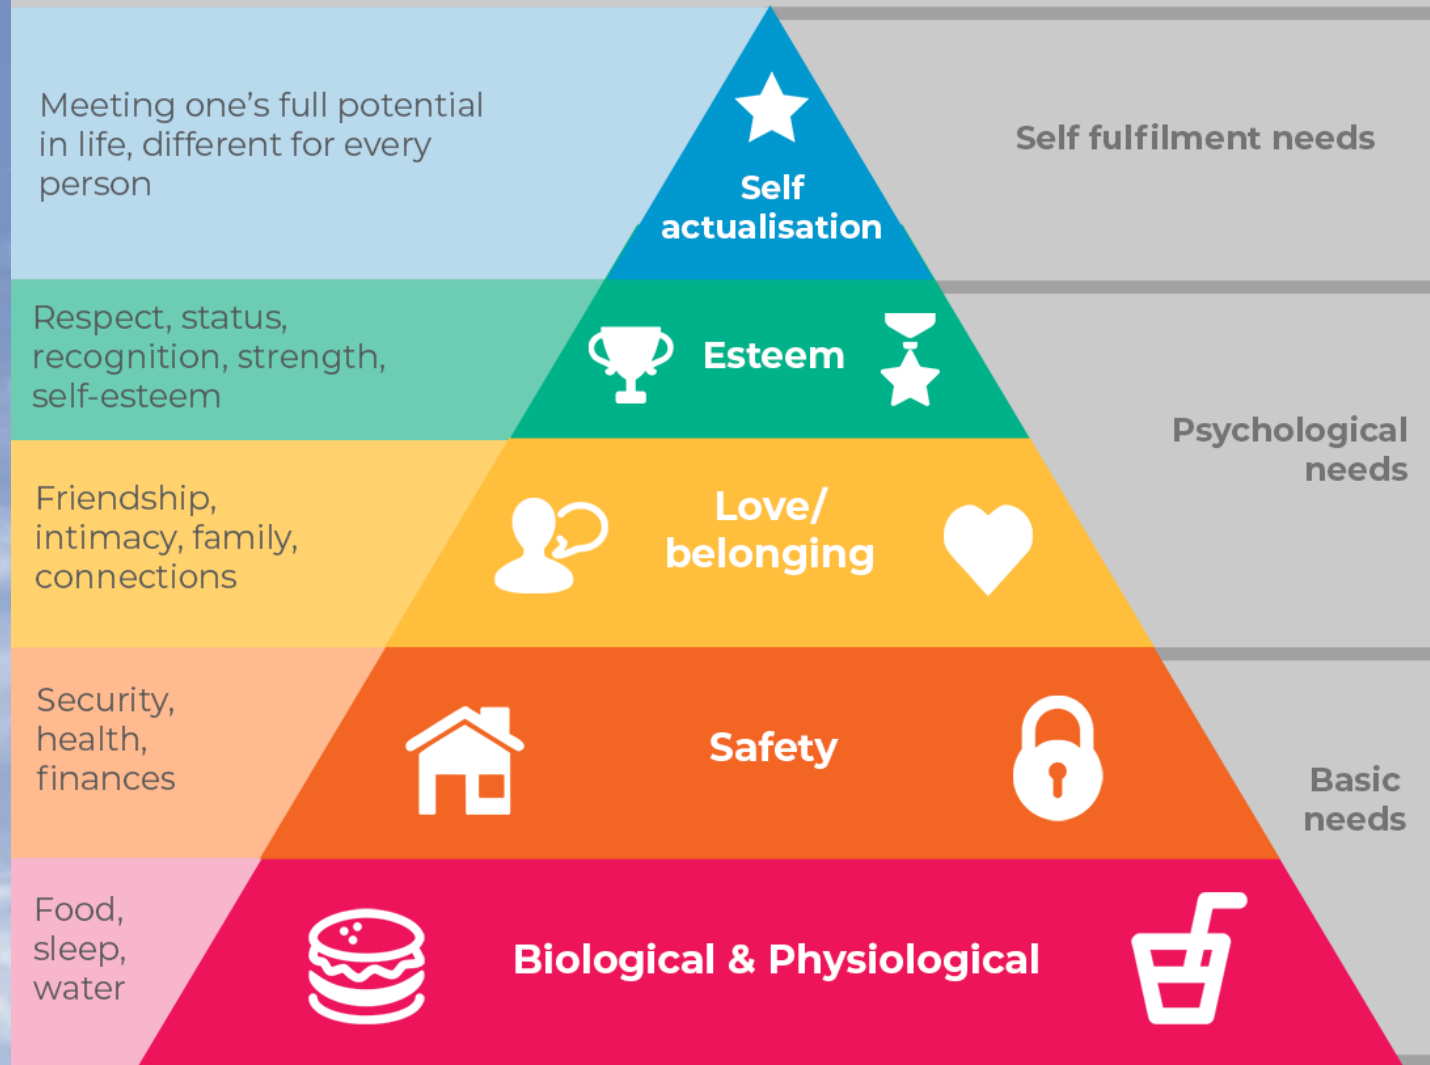 Meeting one's full potential
in life, different for every
person
Self
actualisation
Self fulfilment needs
Respect, status,
recognition, strength,
self-esteem
Esteem
Psychological
needs
Friendship,
intimacy, family,
connections
Love/
belonging
Security,
health,
finances
Safety
Basic
needs
Food,
sleep,
water
Biological & Physiological